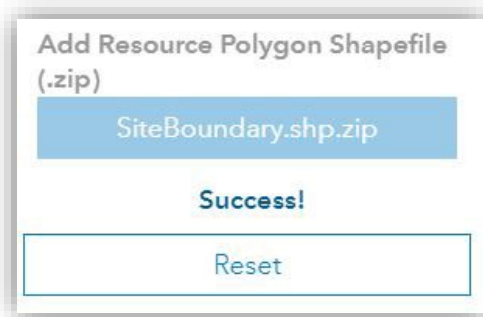 Add Resource Polygon Shapefile
(.zip)
SiteBoundary.shp.zip
Success!
Reset